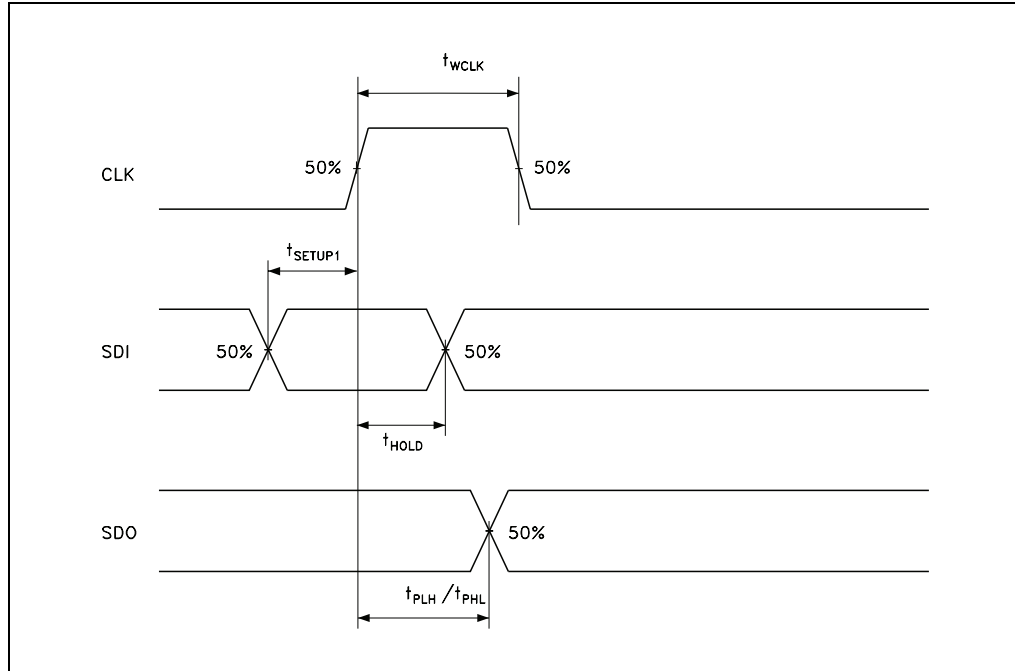 tWCLK
50% 50%
CLK
tSETUP1
50% 50%
SDI
tHOLD
SDO 50%
tPLH /tPHL